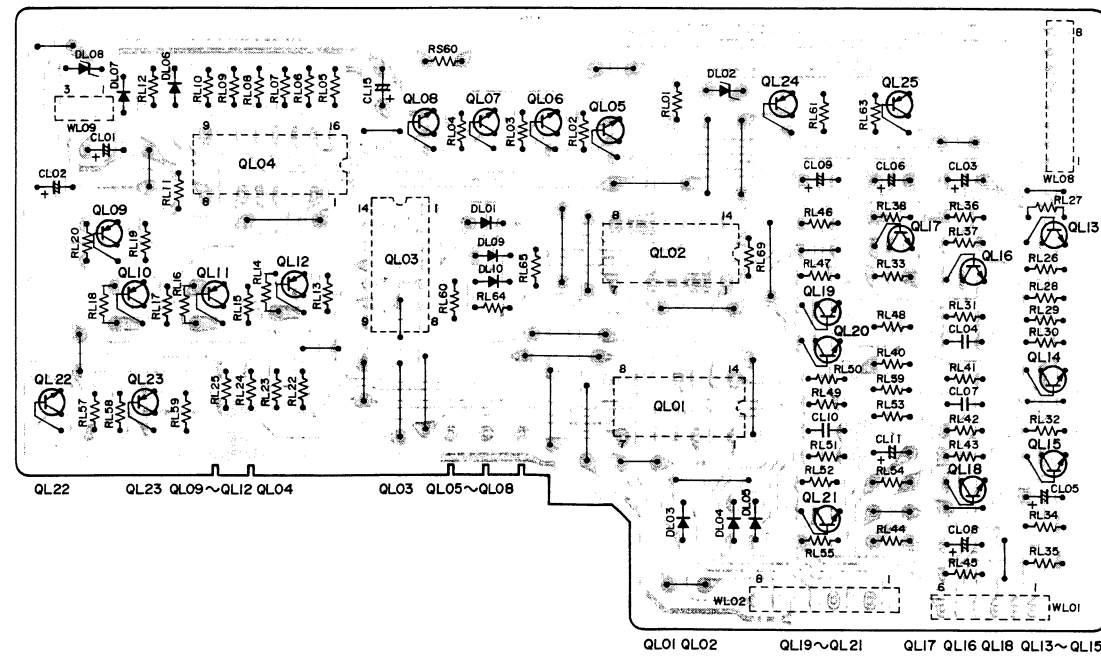 8
RS60
DL08
DL07
RL12
DL06
RL10
RL09
RL08
RL07
RL06
RL05
CL15
DL02
QL24
QL25
RL01
RL61
RL63
3
1
WL09
QL08
QL07
QL06
QL05
RL04
RL03
RL02
CL01
9
16
QL04
8
1
CL02
RL11
CL09
CL06
CL03
1
WL08
RL27
QL09
RL20
RL19
14
1
QL03
9
8
DL01
DL09
DL10
RL64
RL65
RL60
8
14
QL02
7
1
RL69
RL46
RL38
RL36
QL17
RL37
QL13
RL47
RL33
QL16
RL26
QL10
RL16
QL11
RL14
QL12
RL18
RL17
RL15
RL13
QL19
RL28
RL31
RL29
RL48
QL20
CL04
RL30
RL40
QL14
RL50
RL41
QL22
QL23
RL25
RL24
RL23
RL22
RL57
RL58
RL59
8
14
QL01
7
1
RL59
RL49
CL07
CL10
RL53
RL42
RL32
RL51
CL11
RL43
QL15
RL52
RL54
QL18
CL05
DL03
DL04
DL05
QL21
RL34
RL44
CL08
RL55
RL45
RL35
8
1
WL02
6
1
WL01
QL22 QL23 QL09～QL12 QL04 QL03 QL05～QL08
QL01 QL02 QL19～QL21 QL17 QL16 QL18 QL13～QL15